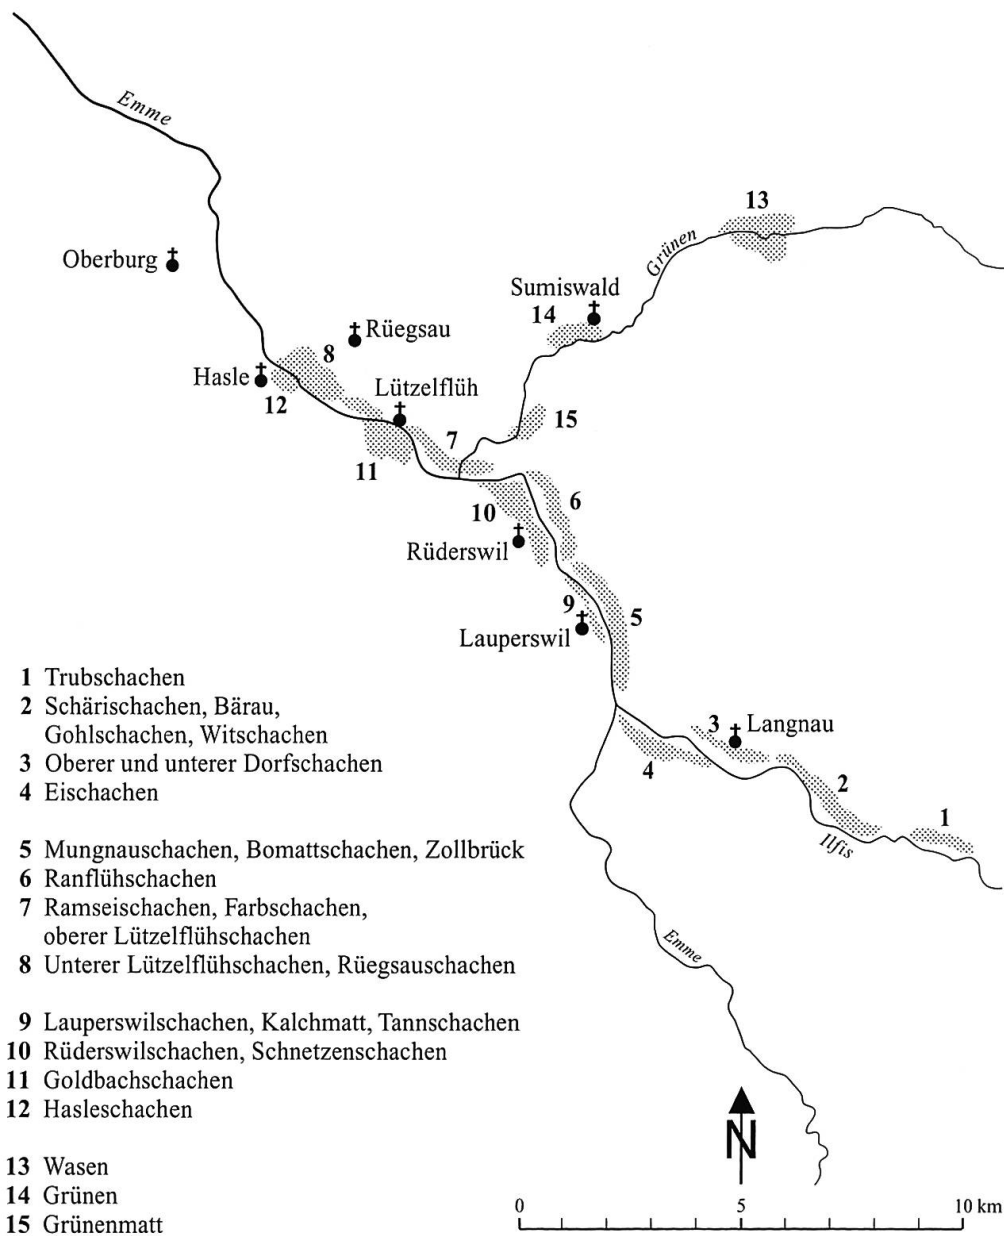 Emme
13
Grünen
Oberburg
Sumiswald
14
Rüegsau
8
Hasle
Lützelflüh
12
15
7
11
6
10
Rüderswil
9
5
Lauperswil
3 Langnau
4
2
1
Ilfis
Emme
1 Trubschachen
2 Schärischachen, Bärau,
Gohlschachen, Witschachen
3 Oberer und unterer Dorfschachen
4 Eischachen
5 Mungnauschachen, Bomattschachen, Zollbrück
6 Ranflühschachen
7 Ramseischachen, Farbschachen,
oberer Lützelflühschachen
8 Unterer Lützelflühschachen, Rüegsauschachen
9 Lauperswilschachen, Kalchmatt, Tannschachen
10 Rüderswilschachen, Schnetzenschachen
11 Goldbachschachen
12 Hasleschachen
13 Wasen
14 Grünen
15 Grünenmatt
N
0 5 10 km